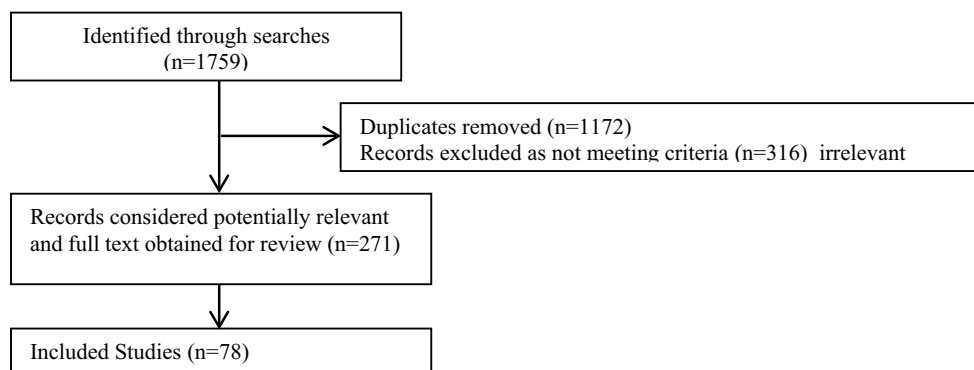 Identified through searches
(n=1759)
Duplicates removed (n=1172)
Records excluded as not meeting criteria (n=316)  irrelevant
Records considered potentially relevant
and full text obtained for review (n=271)
Included Studies (n=78)